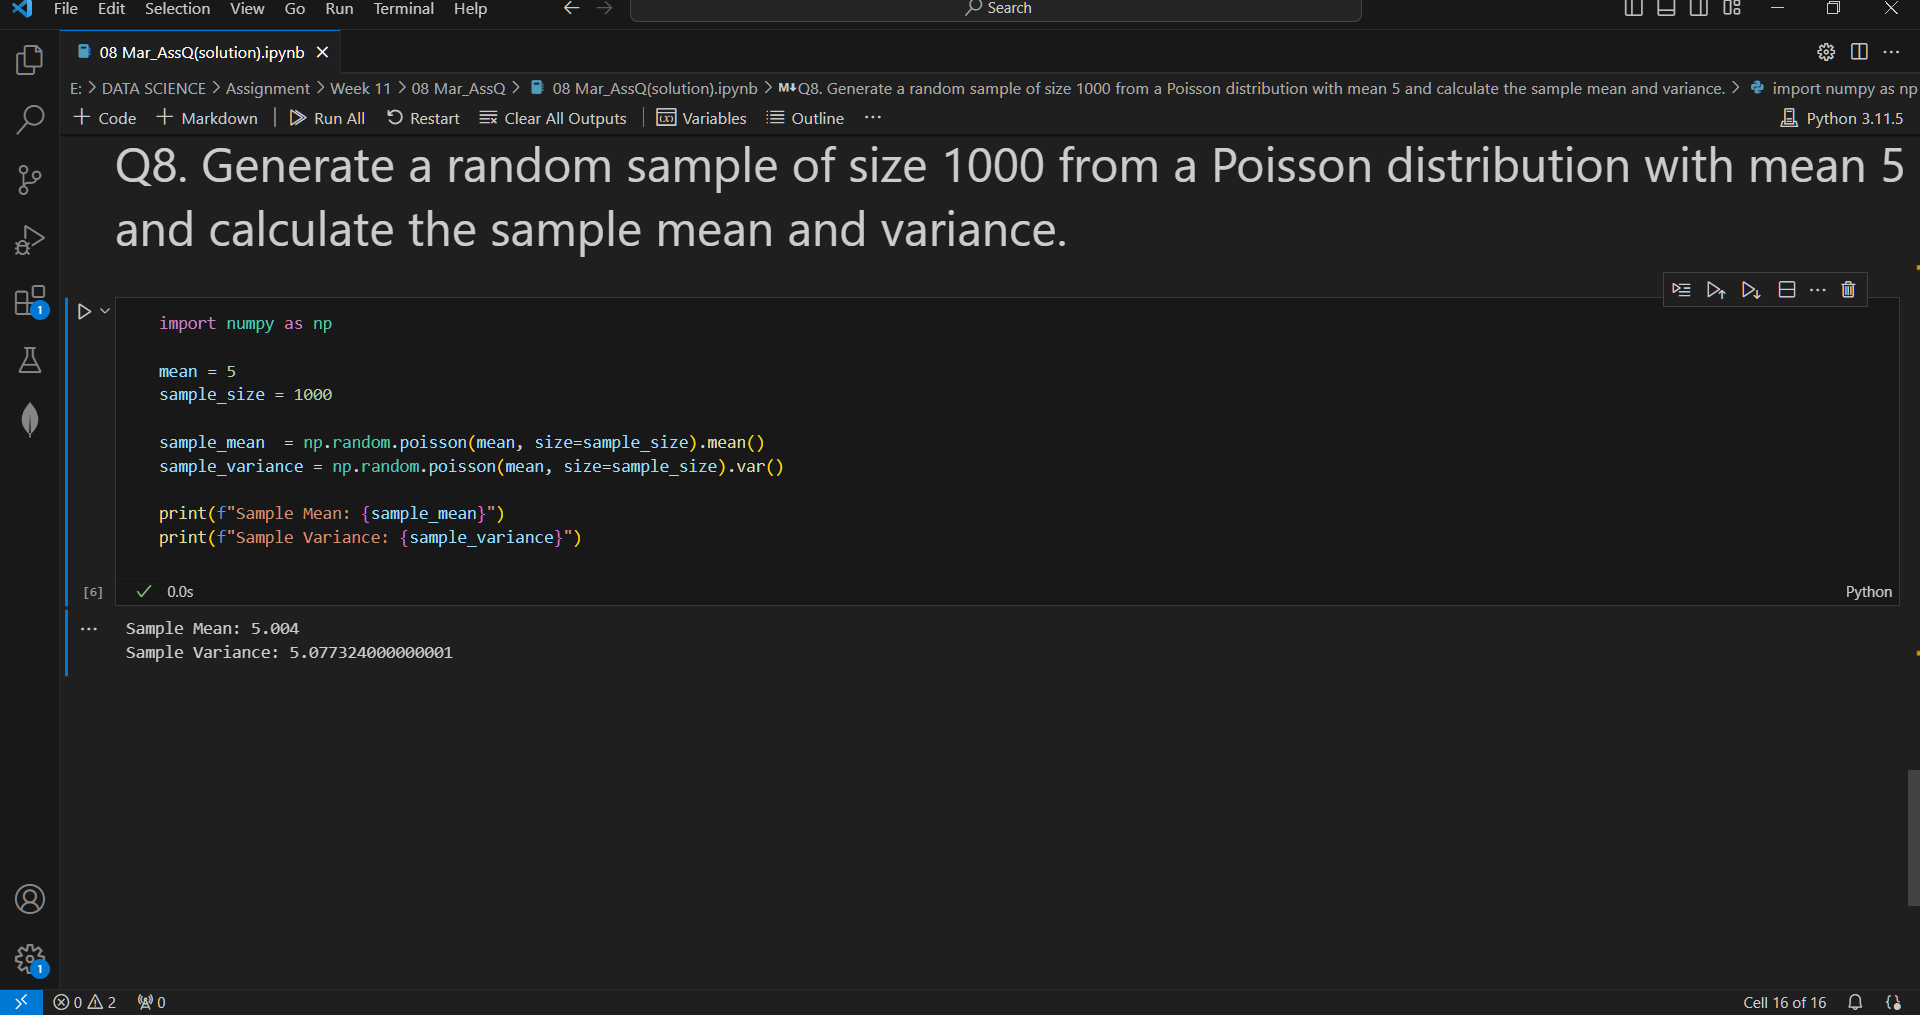 File Edit Selection View Go Run Terminal Help Search
08 Mar_AssQ(solution).ipynb
E: > DATA SCIENCE > Assignment > Week 11 > 08 Mar_AssQ > 08 Mar_AssQ(solution).ipynb > M↓Q8. Generate a random sample of size 1000 from a Poisson distribution with mean 5 and calculate the sample mean and variance. > import numpy as np
+ Code + Markdown | Run All Restart Clear All Outputs | Variables Outline ··· Python 3.11.5
Q8. Generate a random sample of size 1000 from a Poisson distribution with mean 5
and calculate the sample mean and variance.
1
import numpy as np
mean = 5
sample_size = 1000
sample_mean  = np.random.poisson(mean, size=sample_size).mean()
sample_variance = np.random.poisson(mean, size=sample_size).var()
print(f"Sample Mean: {sample_mean}")
print(f"Sample Variance: {sample_variance}")
[6] 0.0s Python
Sample Mean: 5.004
Sample Variance: 5.077324000000001
1
0 2 0 Cell 16 of 16